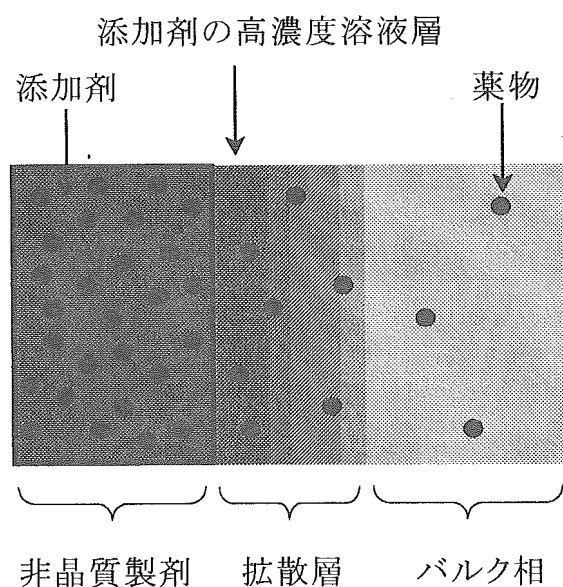 添加剤の高濃度溶液層
添加剤
薬物
非晶質製剤
拡散層
バルク相